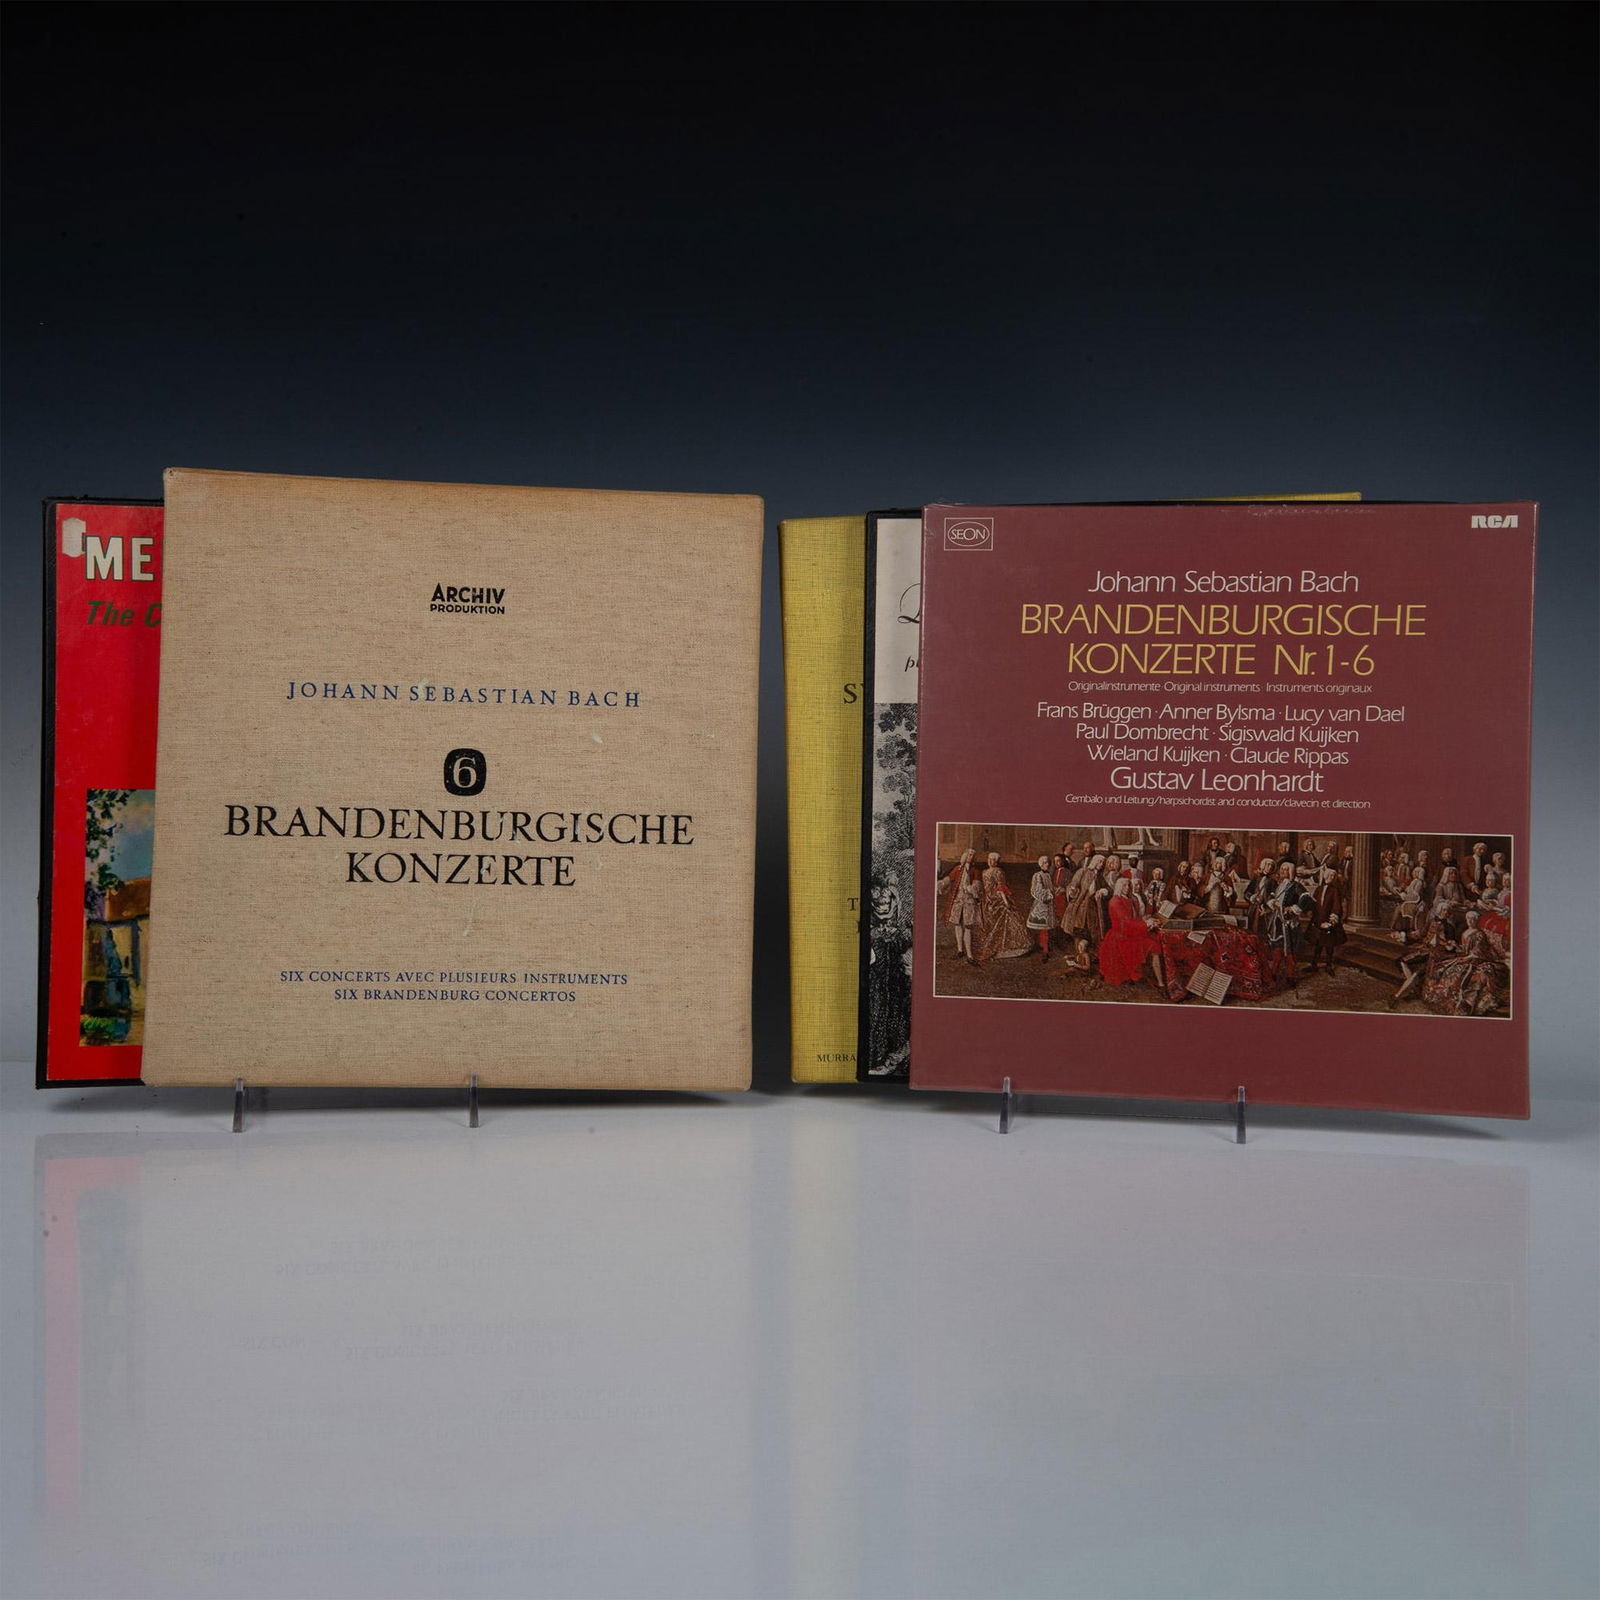 ME
The C
ARCHIV
PRODUKTION
JOHANN SEBASTIAN BACH
6
BRANDENBURGISCHE
KONZERTE
SIX CONCERTS AVEC PLUSIEURS INSTRUMENTS
SIX BRANDENBURG CONCERTOS
MURRA
SEON
RCA
Johann Sebastian Bach
BRANDENBURGISCHE
KONZERTE Nr. 1-6
Originalinstrumente · Original instruments · Instruments originaux
Frans Brüggen · Anner Bylsma · Lucy van Dael
Paul Dombrecht · Sigiswald Kuijken
Wieland Kuijken · Claude Rippas
Gustav Leonhardt
Cembalo und Leitung/harpsichordist and conductor/clavecin et direction